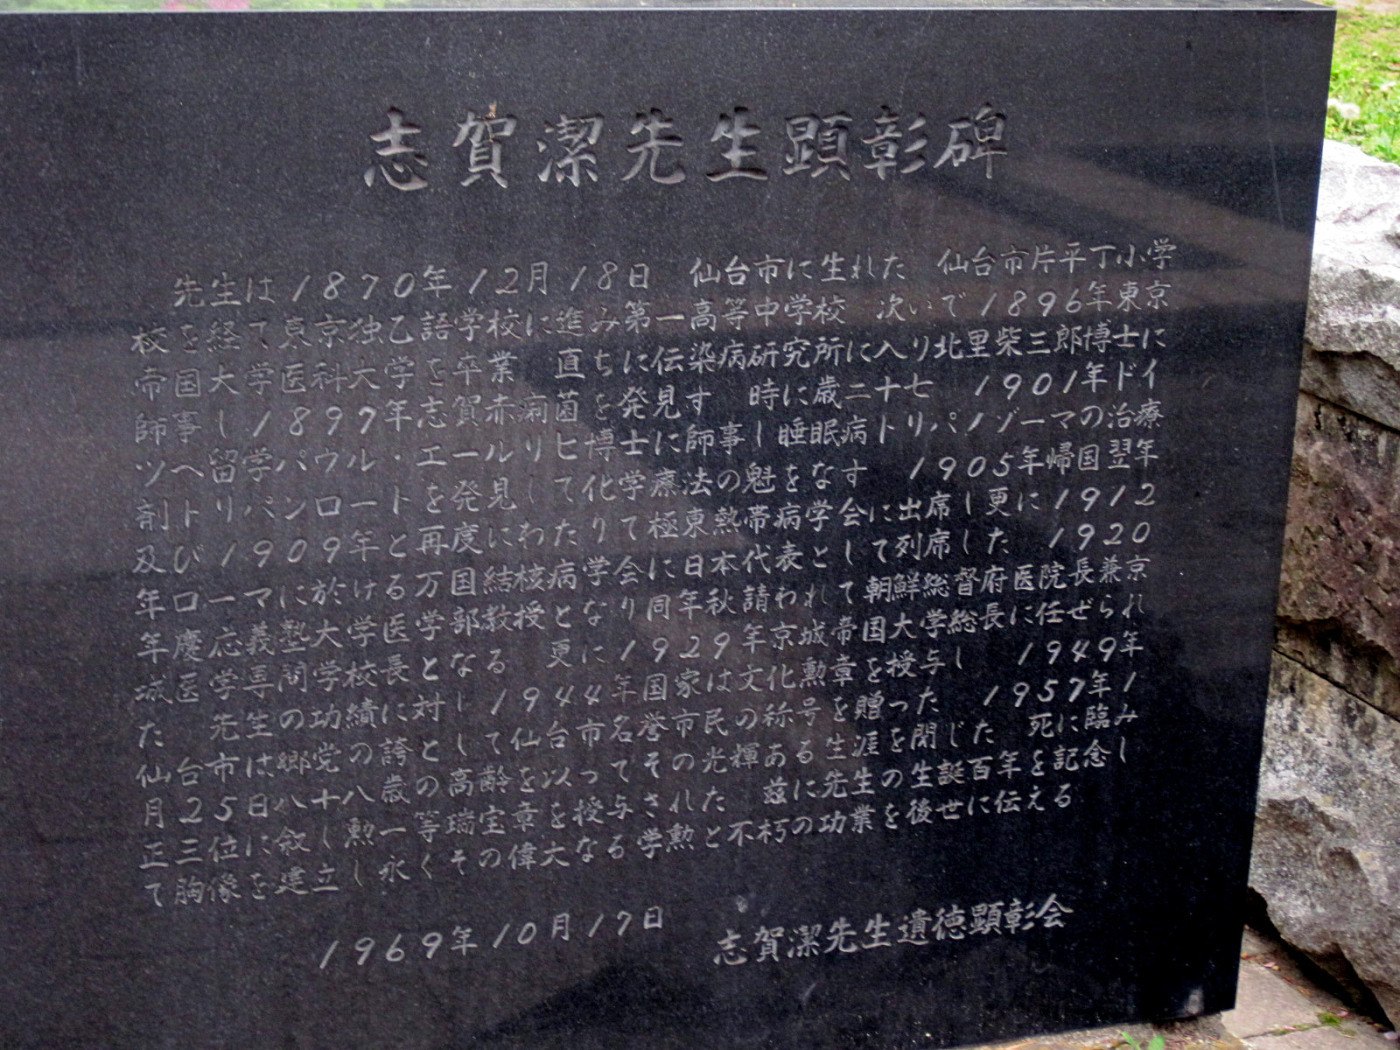 志賀潔先生顕彰碑
先生は1870年12月18日 仙台市に生れた 仙台市片平丁小学
校を経て東京独乙語学校に進み第一高等中学校 次いで1896年東京
帝国大学医科大学を卒業 直ちに伝染病研究所に入り北里柴三郎博士に
師事し1897年志賀赤痢菌を発見す 時に歳二十七 1901年ドイ
ツへ留学パウル・エールリヒ博士に師事し睡眠病トリパノゾーマの治療
剤トリパンロートを発見して化学療法の魁をなす 1905年帰国翌年
及び1909年と再度にわたりて極東熱帯病学会に出席し更に1912
年ローマに於ける万国結核病学会に日本代表として列席した 1920
年慶応義塾大学医学部教授となり同年秋請われて朝鮮総督府医院長兼京
城医学専門学校長となる 更に1929年京城帝国大学総長に任ぜられ
た 先生の功績に対し1944年国家は文化勲章を授与し 1949年
仙台市は郷党の誇として仙台市名誉市民の称号を贈った 1957年1
月25日八十八歳の高齢を以ってその光輝ある生涯を閉じた 死に臨み
正三位に叙し勲一等瑞宝章を授与された 茲に先生の生誕百年を記念し
て胸像を建立し永くその偉大なる学勲と不朽の功業を後世に伝える
1969年10月17日 志賀潔先生遺徳顕彰会